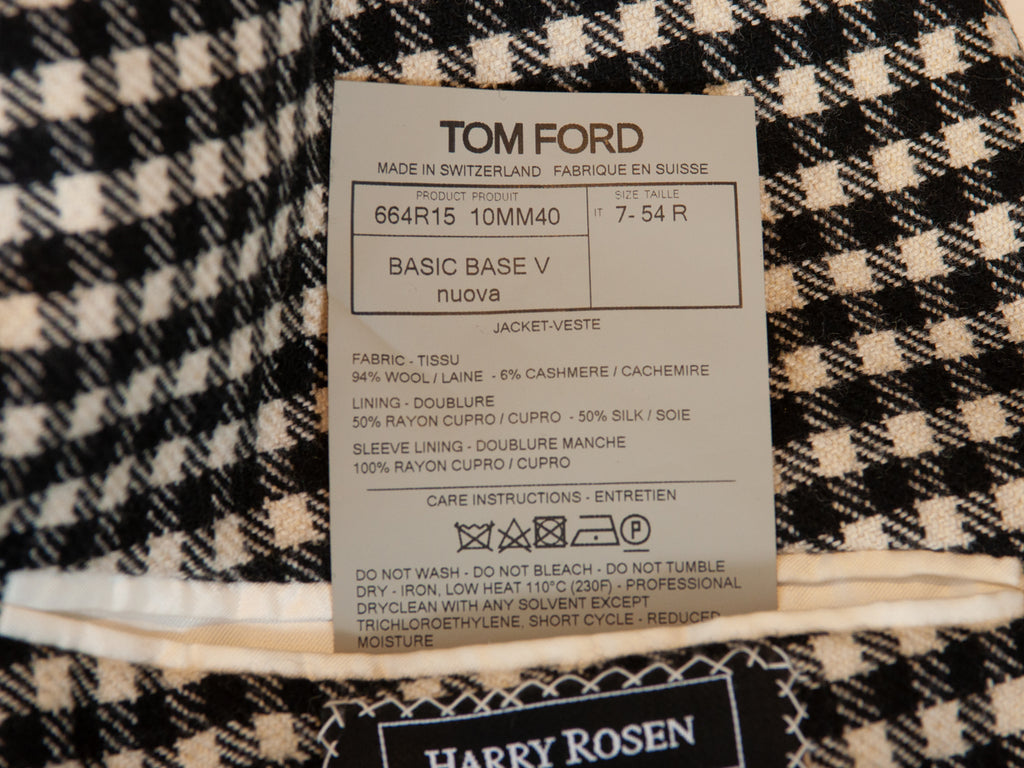 TOM FORD
MADE IN SWITZERLAND FABRIQUE EN SUISSE
PRODUCT PRODUIT
664R15 10MM40
SIZE TAILLE
IT 7- 54 R
BASIC BASE V
nuova
JACKET-VESTE
FABRIC - TISSU
94% WOOL / LAINE - 6% CASHMERE / CACHEMIRE
LINING - DOUBLURE
50% RAYON CUPRO / CUPRO - 50% SILK / SOIE
SLEEVE LINING - DOUBLURE MANCHE
100% RAYON CUPRO / CUPRO
CARE INSTRUCTIONS - ENTRETIEN
P
DO NOT WASH - DO NOT BLEACH - DO NOT TUMBLE
DRY - IRON, LOW HEAT 110°C (230F) - PROFESSIONAL
DRYCLEAN WITH ANY SOLVENT EXCEPT
TRICHLOROETHYLENE, SHORT CYCLE - REDUCED
MOISTURE
HARRY ROSEN